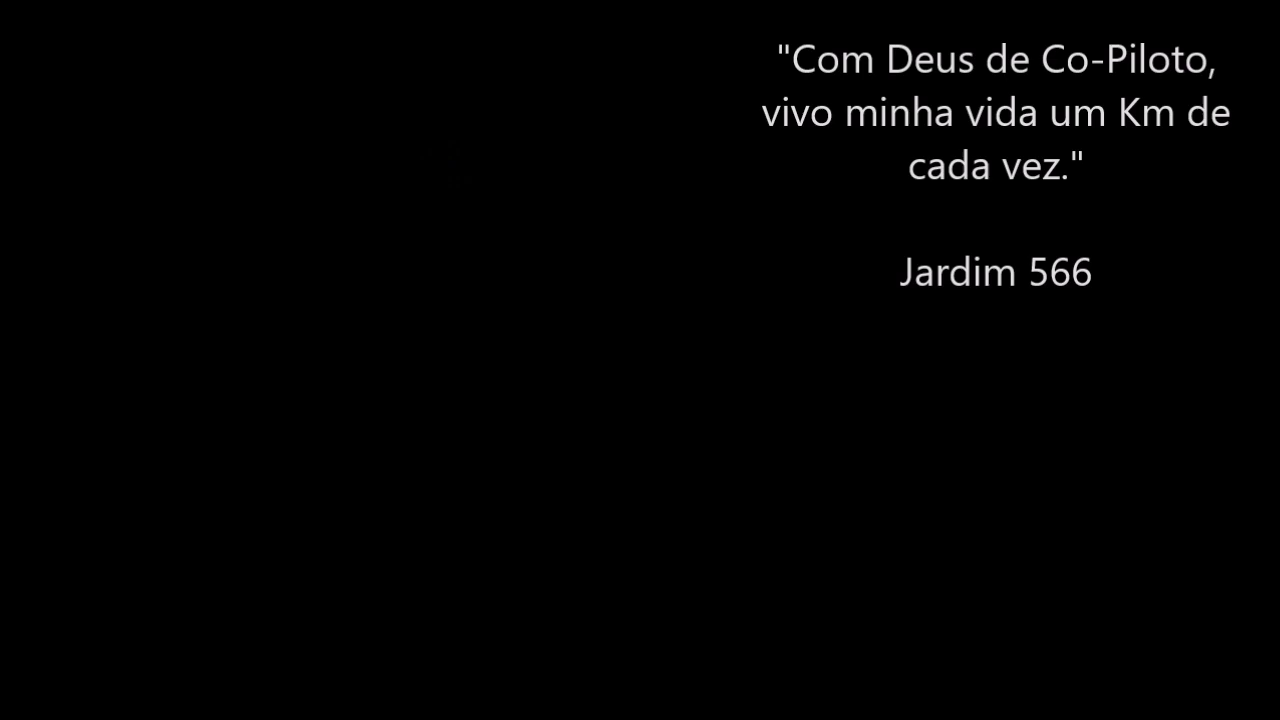 "Com Deus de Co-Piloto,
vivo minha vida um Km de
cada vez."
Jardim 566